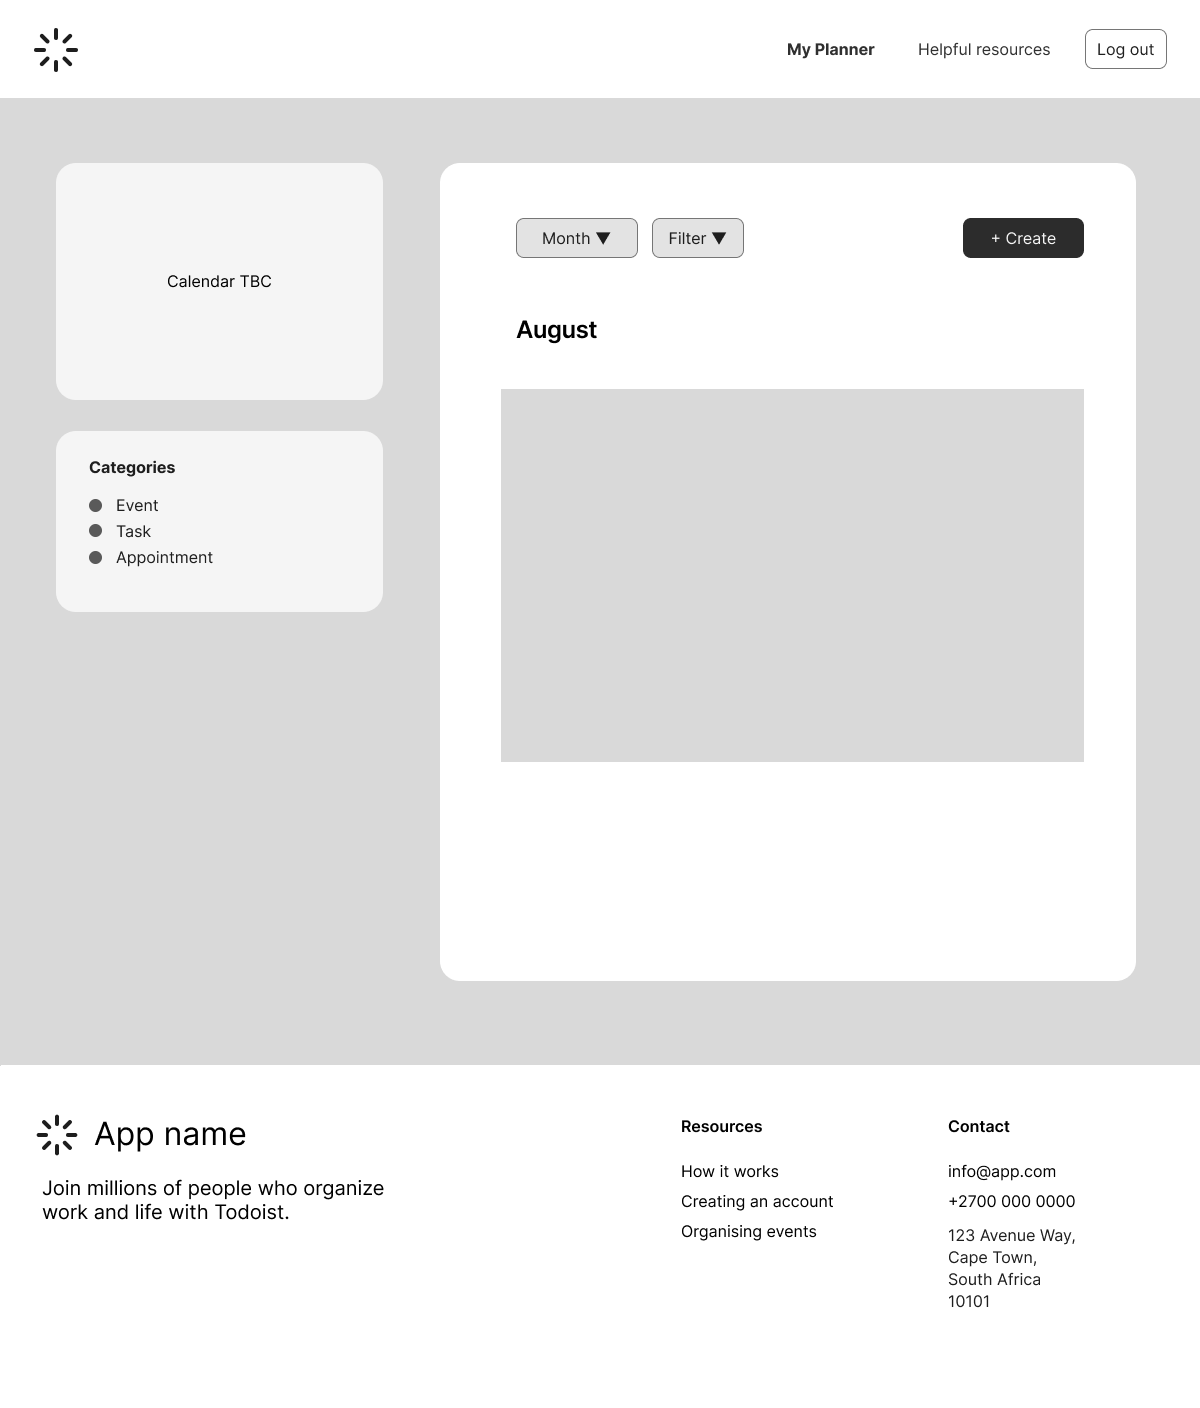 My Planner
Helpful resources
Log out
Calendar TBC
Categories
Event
Task
Appointment
Month ▼
Filter ▼
+ Create
August
App name
Join millions of people who organize
work and life with Todoist.
Resources
How it works
Creating an account
Organising events
Contact
info@app.com
+2700 000 0000
123 Avenue Way,
Cape Town,
South Africa
10101